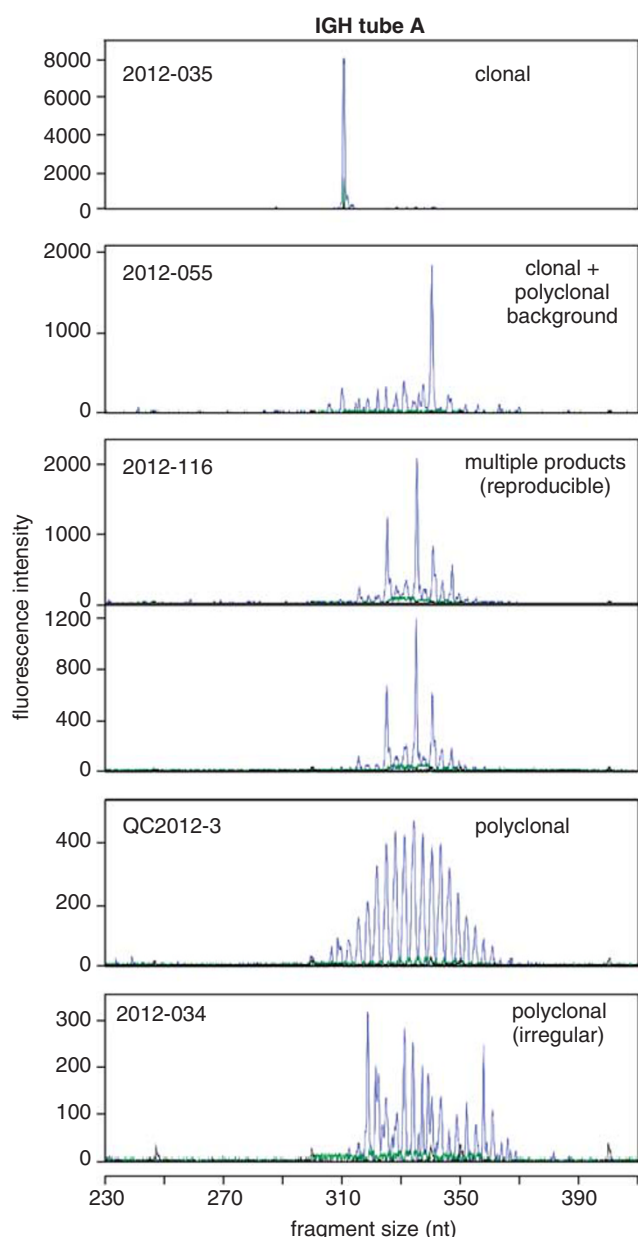 IGH tube A
8000
6000
4000
2000
0
2012-035
clonal
2000
1000
0
2012-055
clonal +
polyclonal
background
2000
1000
0
2012-116
multiple products
(reproducible)
1200
800
400
0
fluorescence intensity
400
200
0
QC2012-3
polyclonal
300
200
100
0
2012-034
polyclonal
(irregular)
230
270
310
350
390
fragment size (nt)